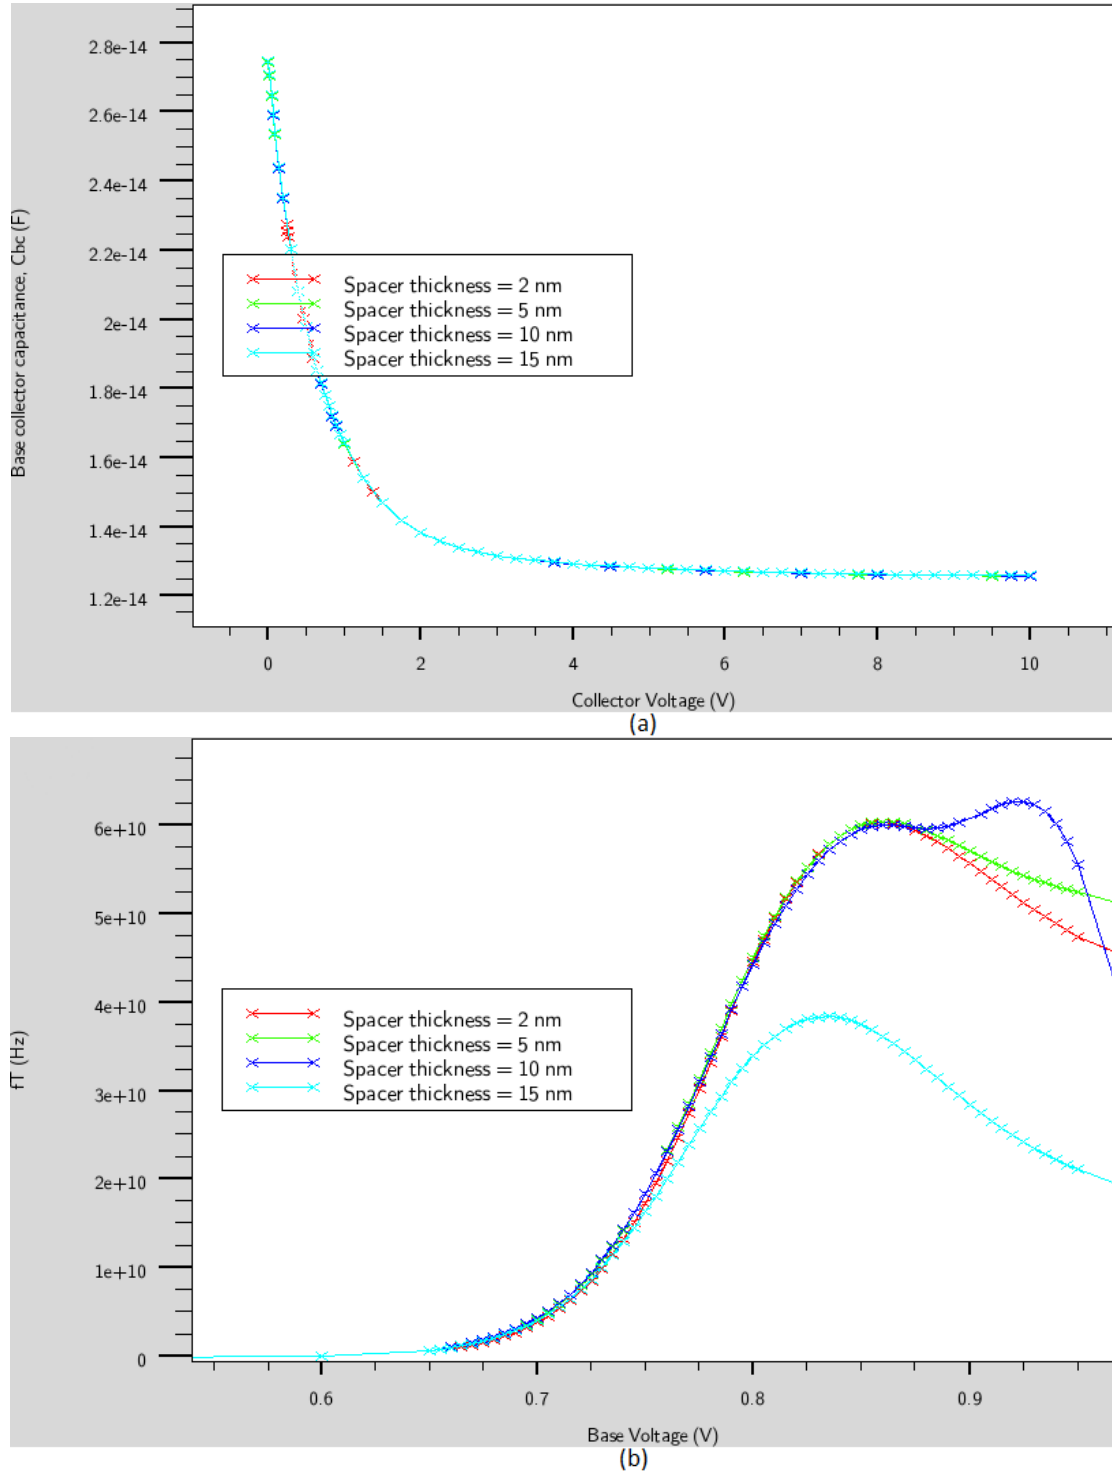 2.8e-14
2.6e-14
2.4e-14
2.2e-14
2e-14
1.8e-14
1.6e-14
1.4e-14
1.2e-14
Base collector capacitance, Cbc (F)
Spacer thickness = 2 nm
Spacer thickness = 5 nm
Spacer thickness = 10 nm
Spacer thickness = 15 nm
0 2 4 6 8 10
Collector Voltage (V)
(a)
6e+10
5e+10
4e+10
3e+10
2e+10
1e+10
0
fT (Hz)
Spacer thickness = 2 nm
Spacer thickness = 5 nm
Spacer thickness = 10 nm
Spacer thickness = 15 nm
0.6 0.7 0.8 0.9
Base Voltage (V)
(b)